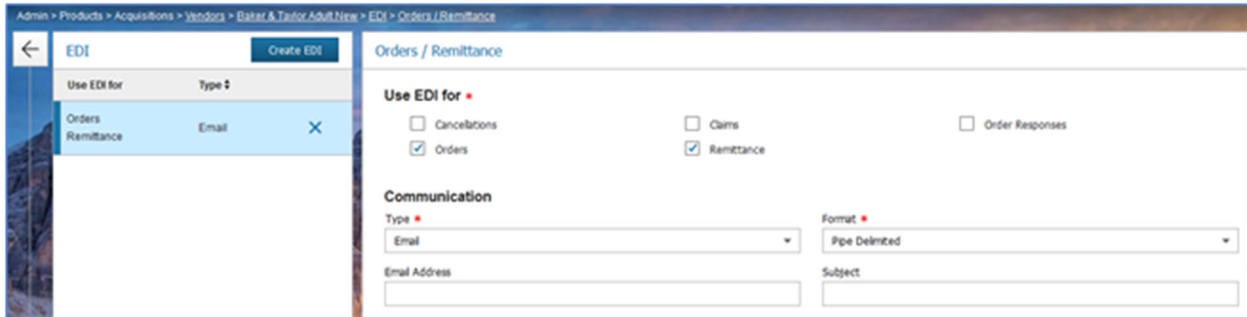 Admin > Products > Acquisitions > Vendors > Baker & Taylor Adult New > EDI > Orders / Remittance
EDI
Create EDI
Use EDI for Type
Orders
Remittance
Email
Orders / Remittance
Use EDI for *
Cancellations Claims Order Responses
Orders Remittance
Communication
Type * Format *
Email Pipe Delimited
Email Address Subject